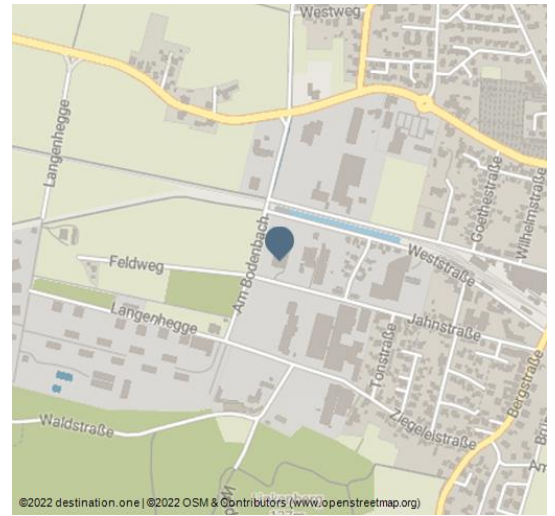 Westweg
Langenhegge
Goethestraße
Wilhelmstraße
Am Bodenbach
Weststraße
Feldweg
Langenhegge
Jahnstraße
Tonstraße
Bergstraße
Ziegeleistraße
Waldstraße
Am
©2022 destination.one | ©2022 OSM & Contributors (www.openstreetmap.org)